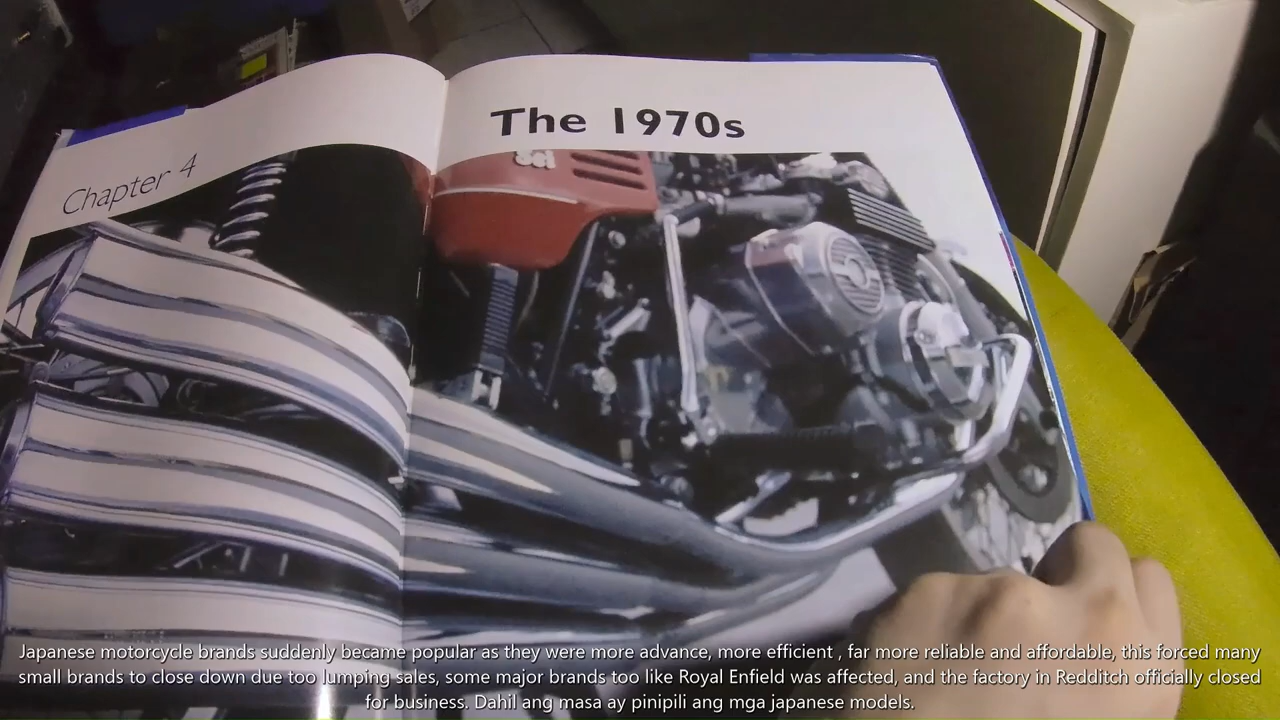 The 1970s
Chapter 4
Sei
Japanese motorcycle brands suddenly became popular as they were more advance, more efficient , far more reliable and affordable, this forced many
small brands to close down due too lumping sales, some major brands too like Royal Enfield was affected, and the factory in Redditch officially closed
for business. Dahil ang masa ay pinipili ang mga japanese models.